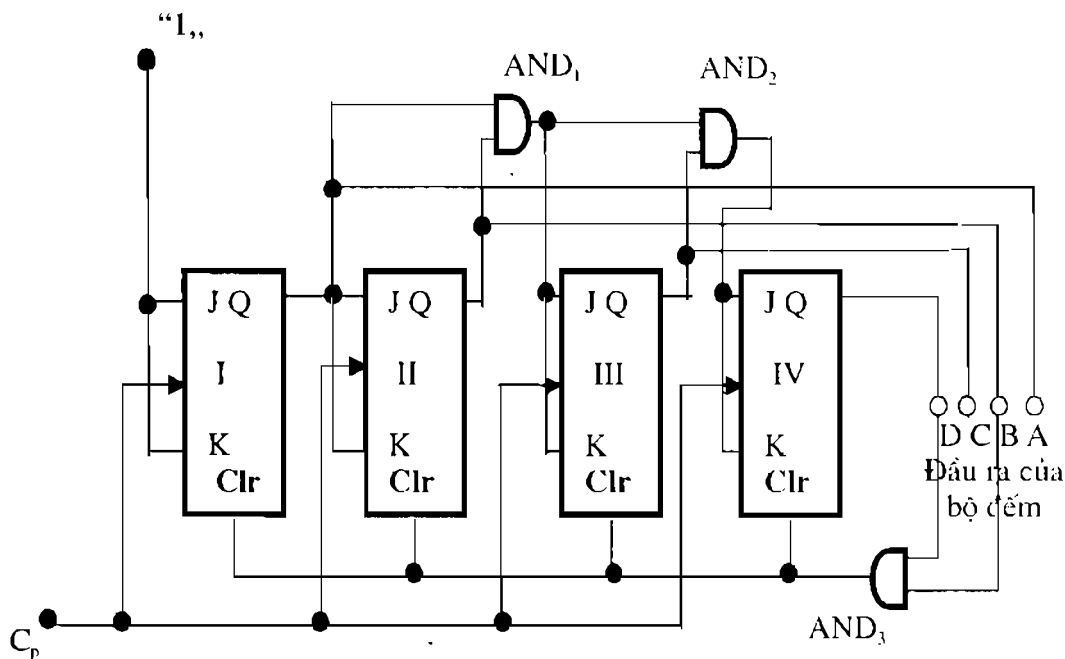 “1„
AND₁
AND₂
J Q
J Q
J Q
J Q
I
II
III
IV
K
K
K
K
Clr
Clr
Clr
Clr
D C B A
Đầu ra của
bộ đếm
AND₃
Cₚ